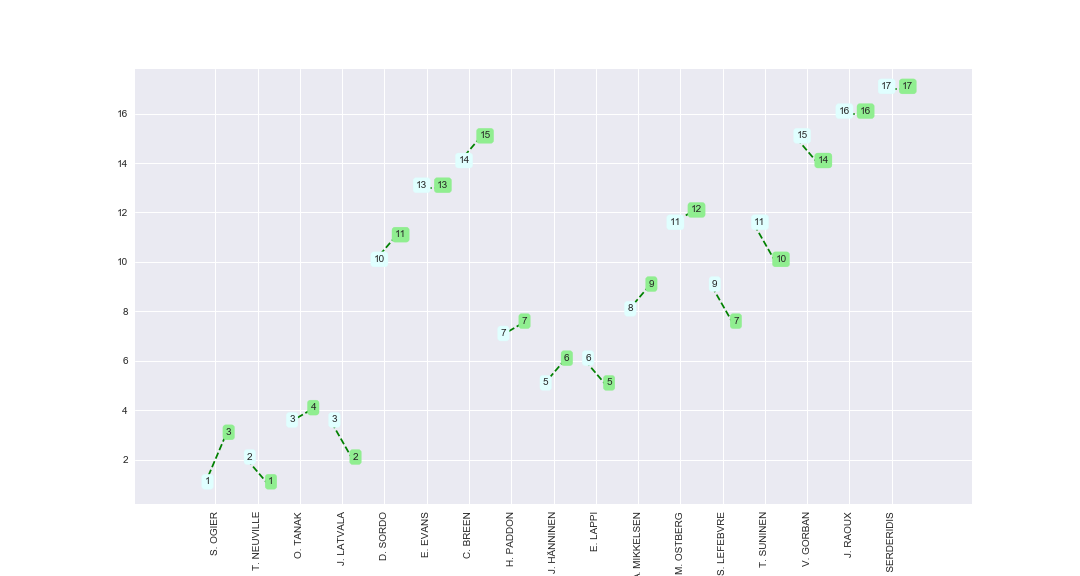 17 17
16 16 16
15 15
14 14 14
13 13
12 12
11 11 11
10 10 10
9 9
8 8
7 7 7
6 6 6
5 5
4 4
3 3 3
2 2 2
1 1
S. OGIER
T. NEUVILLE
O. TANAK
J. LATVALA
D. SORDO
E. EVANS
C. BREEN
H. PADDON
J. HANNINEN
E. LAPPI
MIKKELSEN
M. OSTBERG
S. LEFEBVRE
T. SUNINEN
V. GORBAN
J. RAOUX
SERDERIDIS